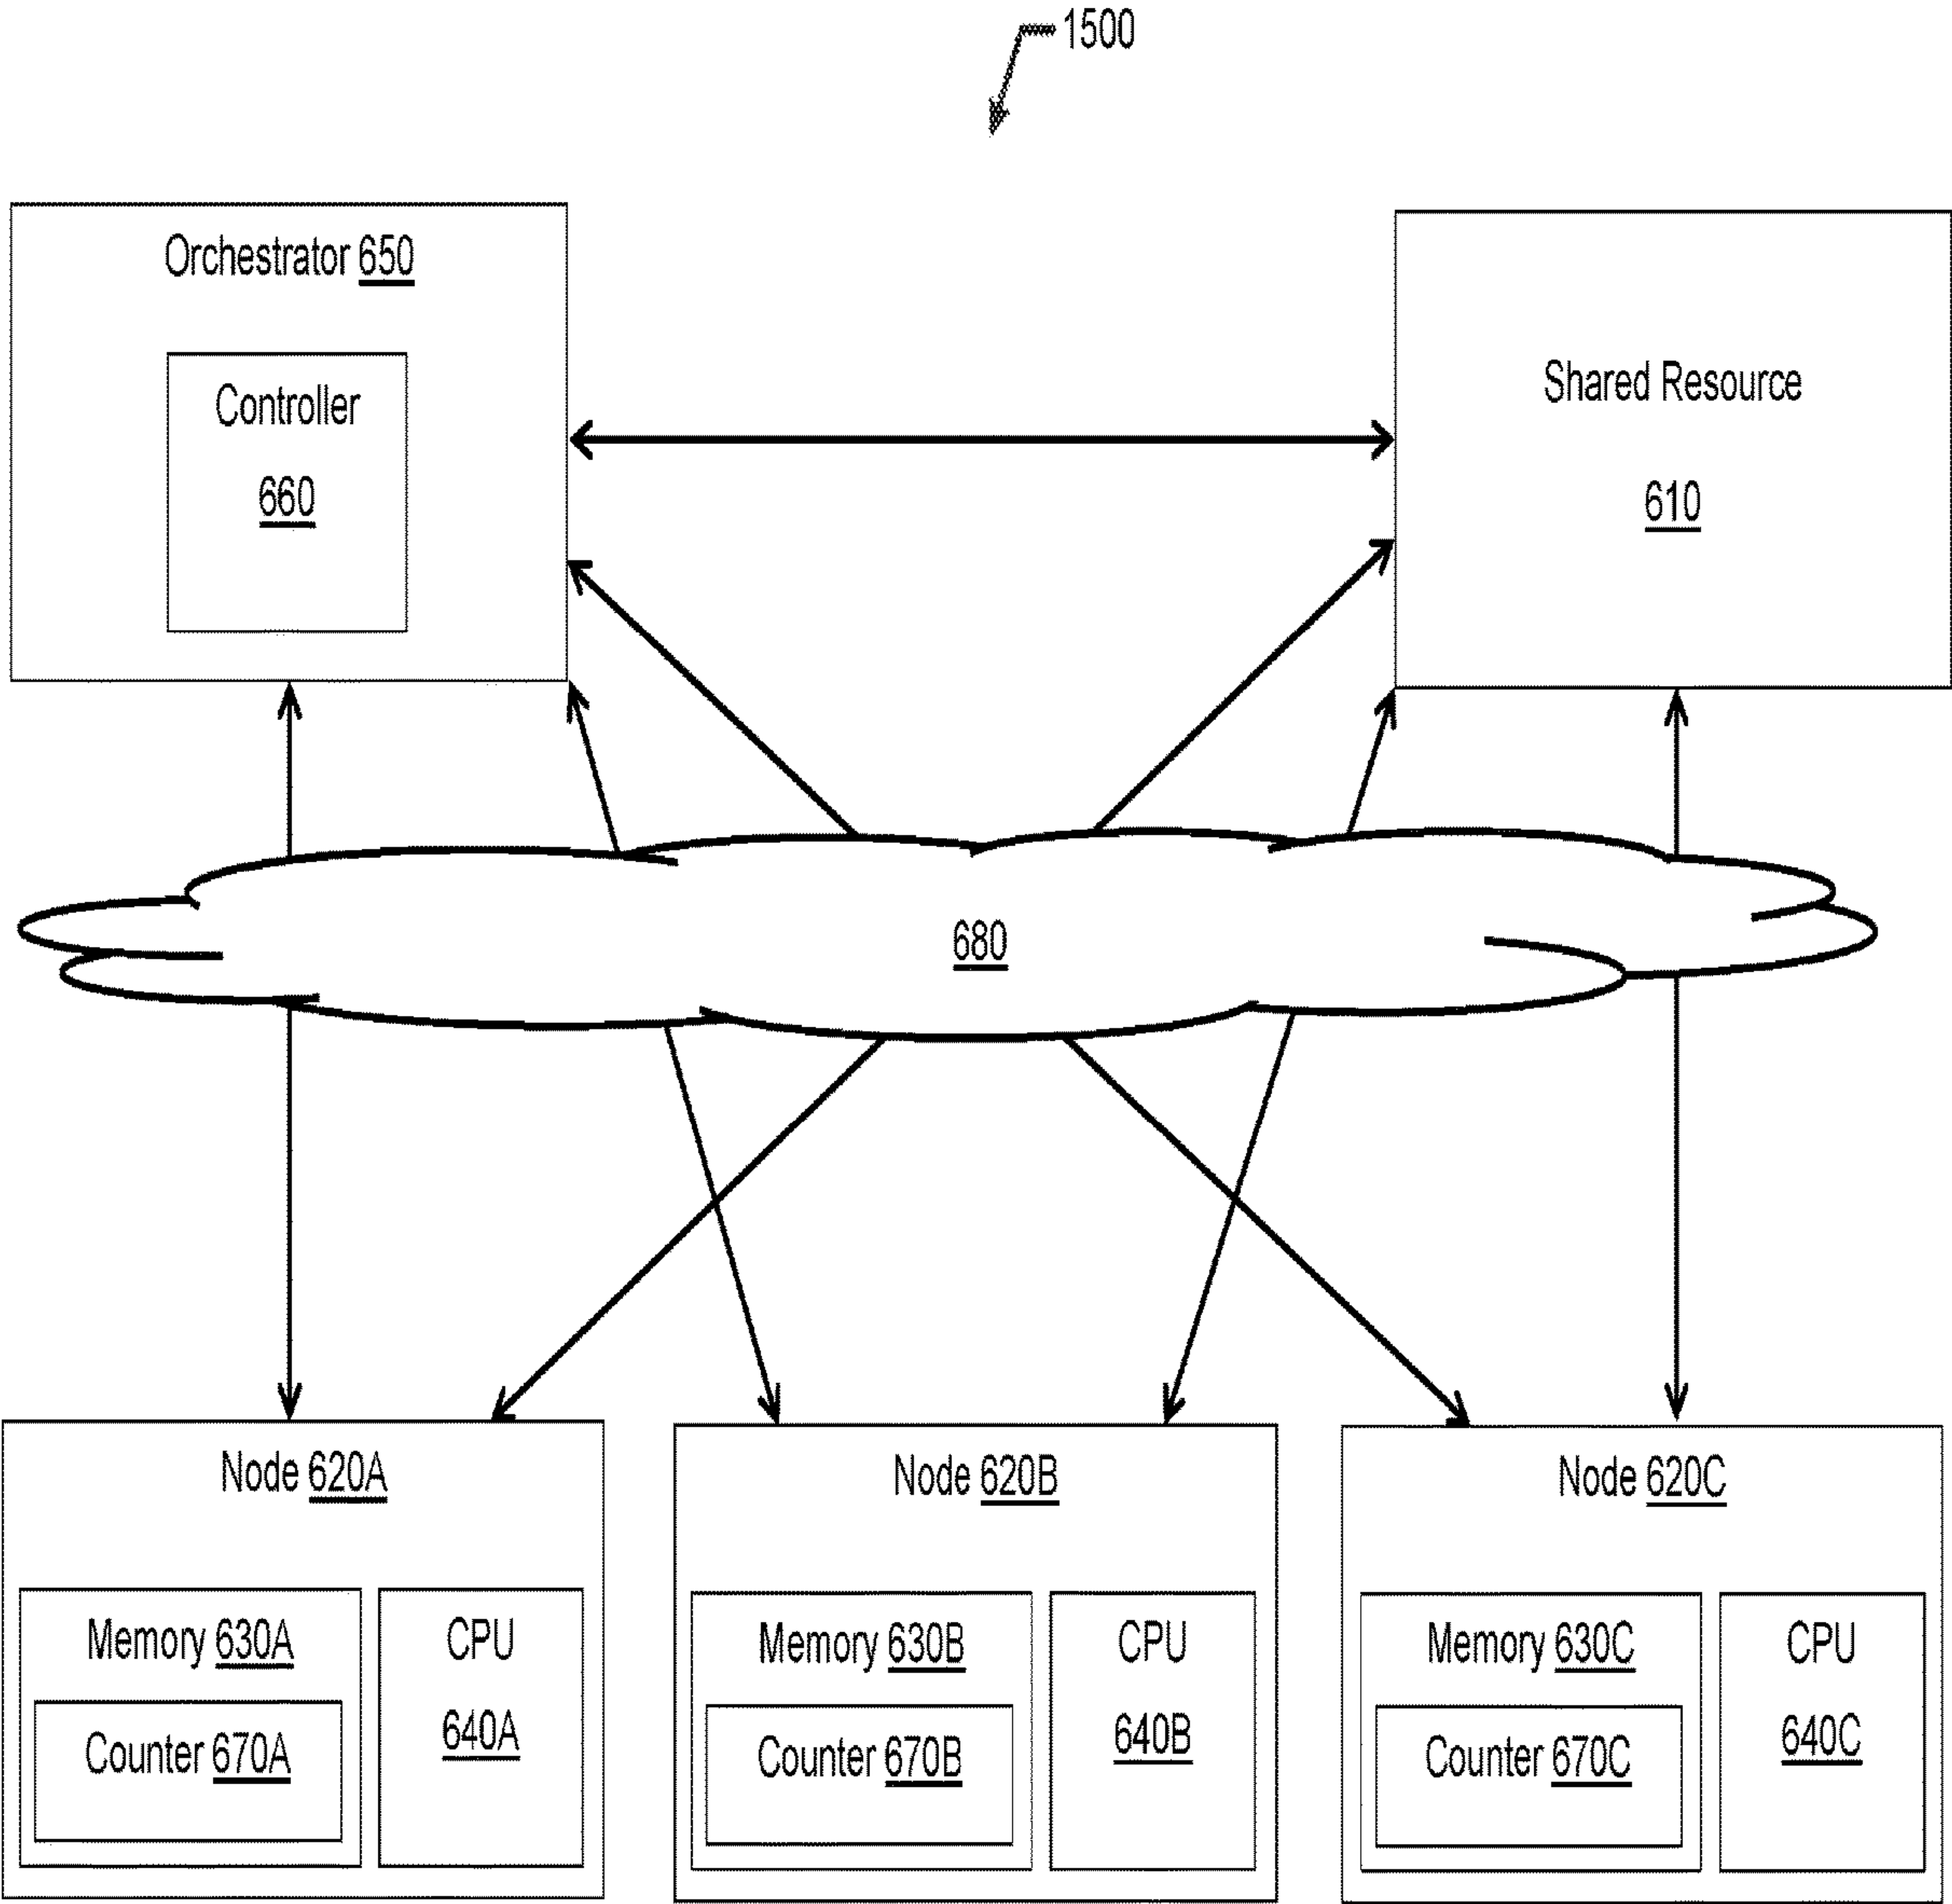 1500
Orchestrator 650
Controller
660
Shared Resource
610
680
Node 620A
Memory 630A
Counter 670A
CPU
640A
Node 620B
Memory 630B
Counter 670B
CPU
640B
Node 620C
Memory 630C
Counter 670C
CPU
640C